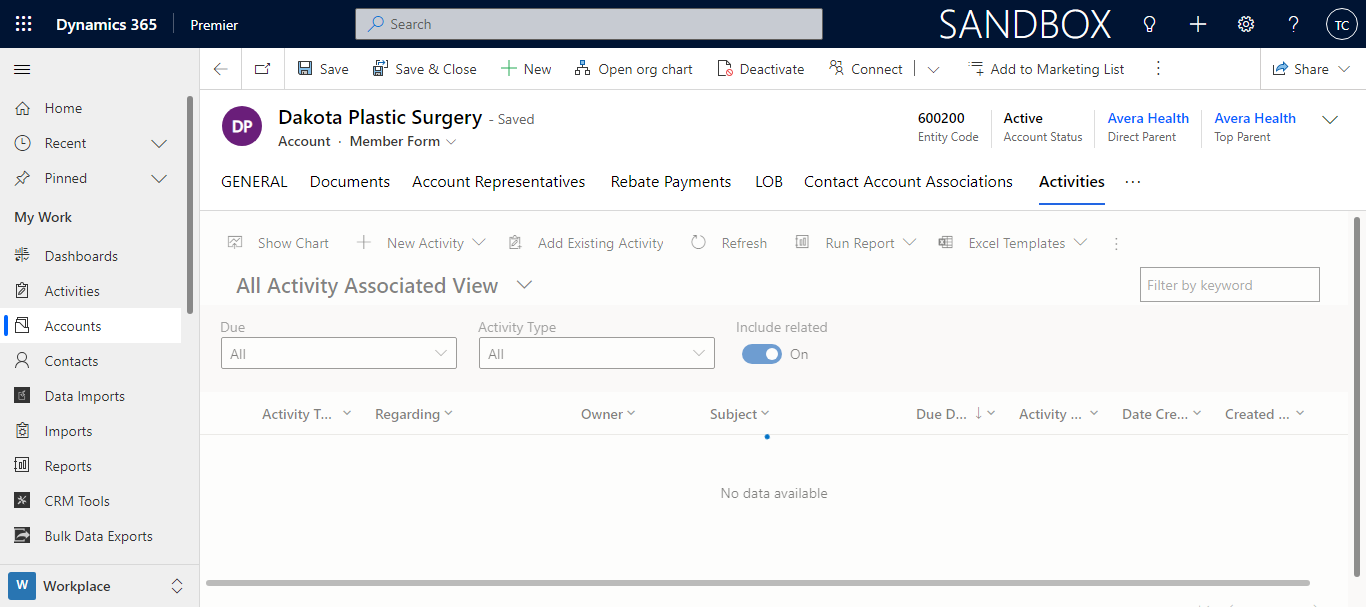 Dynamics 365 Premier Search SANDBOX ? TC
Save Save & Close New Open org chart Deactivate Connect Add to Marketing List Share
Home
Recent
Pinned
My Work
Dashboards
Activities
Accounts
Contacts
Data Imports
Imports
Reports
CRM Tools
Bulk Data Exports
W Workplace
DP Dakota Plastic Surgery - Saved
Account · Member Form
600200 Active Avera Health Avera Health
Entity Code Account Status Direct Parent Top Parent
GENERAL Documents Account Representatives Rebate Payments LOB Contact Account Associations Activities ...
Show Chart New Activity Add Existing Activity Refresh Run Report Excel Templates
All Activity Associated View Filter by keyword
Due Activity Type Include related
All All On
Activity T... Regarding Owner Subject Due D... ↓ Activity ... Date Cre... Created ...
No data available